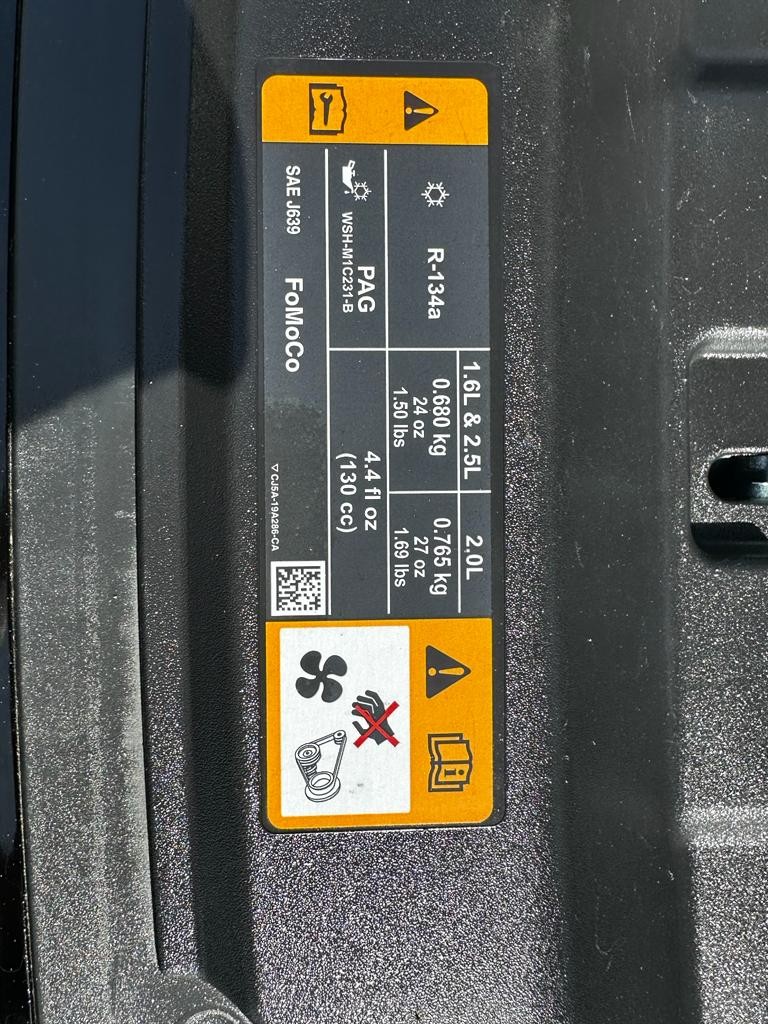 1.6L & 2.5L
2.0L
R-134a
0.680 kg
24 oz
1.50 lbs
0.765 kg
27 oz
1.69 lbs
PAG
WSH-M1C231-B
4.4 fl oz
(130 cc)
SAE J639
FoMoCo
CJ5A-19A286-CA